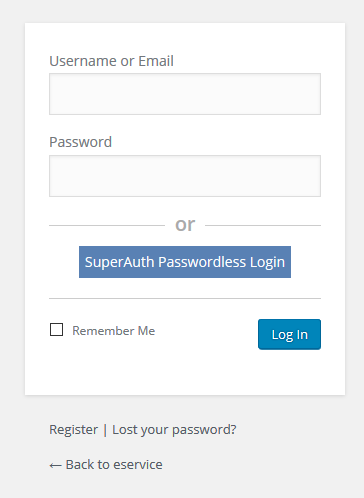 Username or Email
Password
or
SuperAuth Passwordless Login
Remember Me
Log In
Register | Lost your password?
← Back to eservice